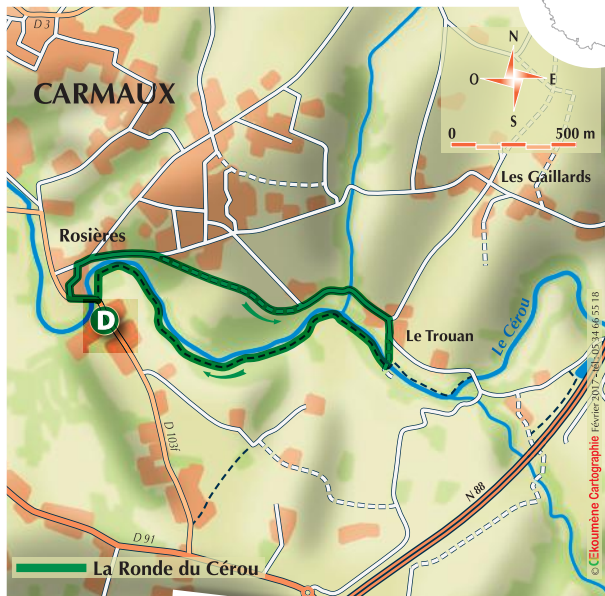 D 3
N
CARMAUX
O
E
S
0
500 m
Les Gaillards
Rosières
Le Cérou
D
Le Trouan
D 103f
N 88
D 91
La Ronde du Cérou
© CEkoumène Cartographie Février 2017 - tél : 05 34 66 55 18